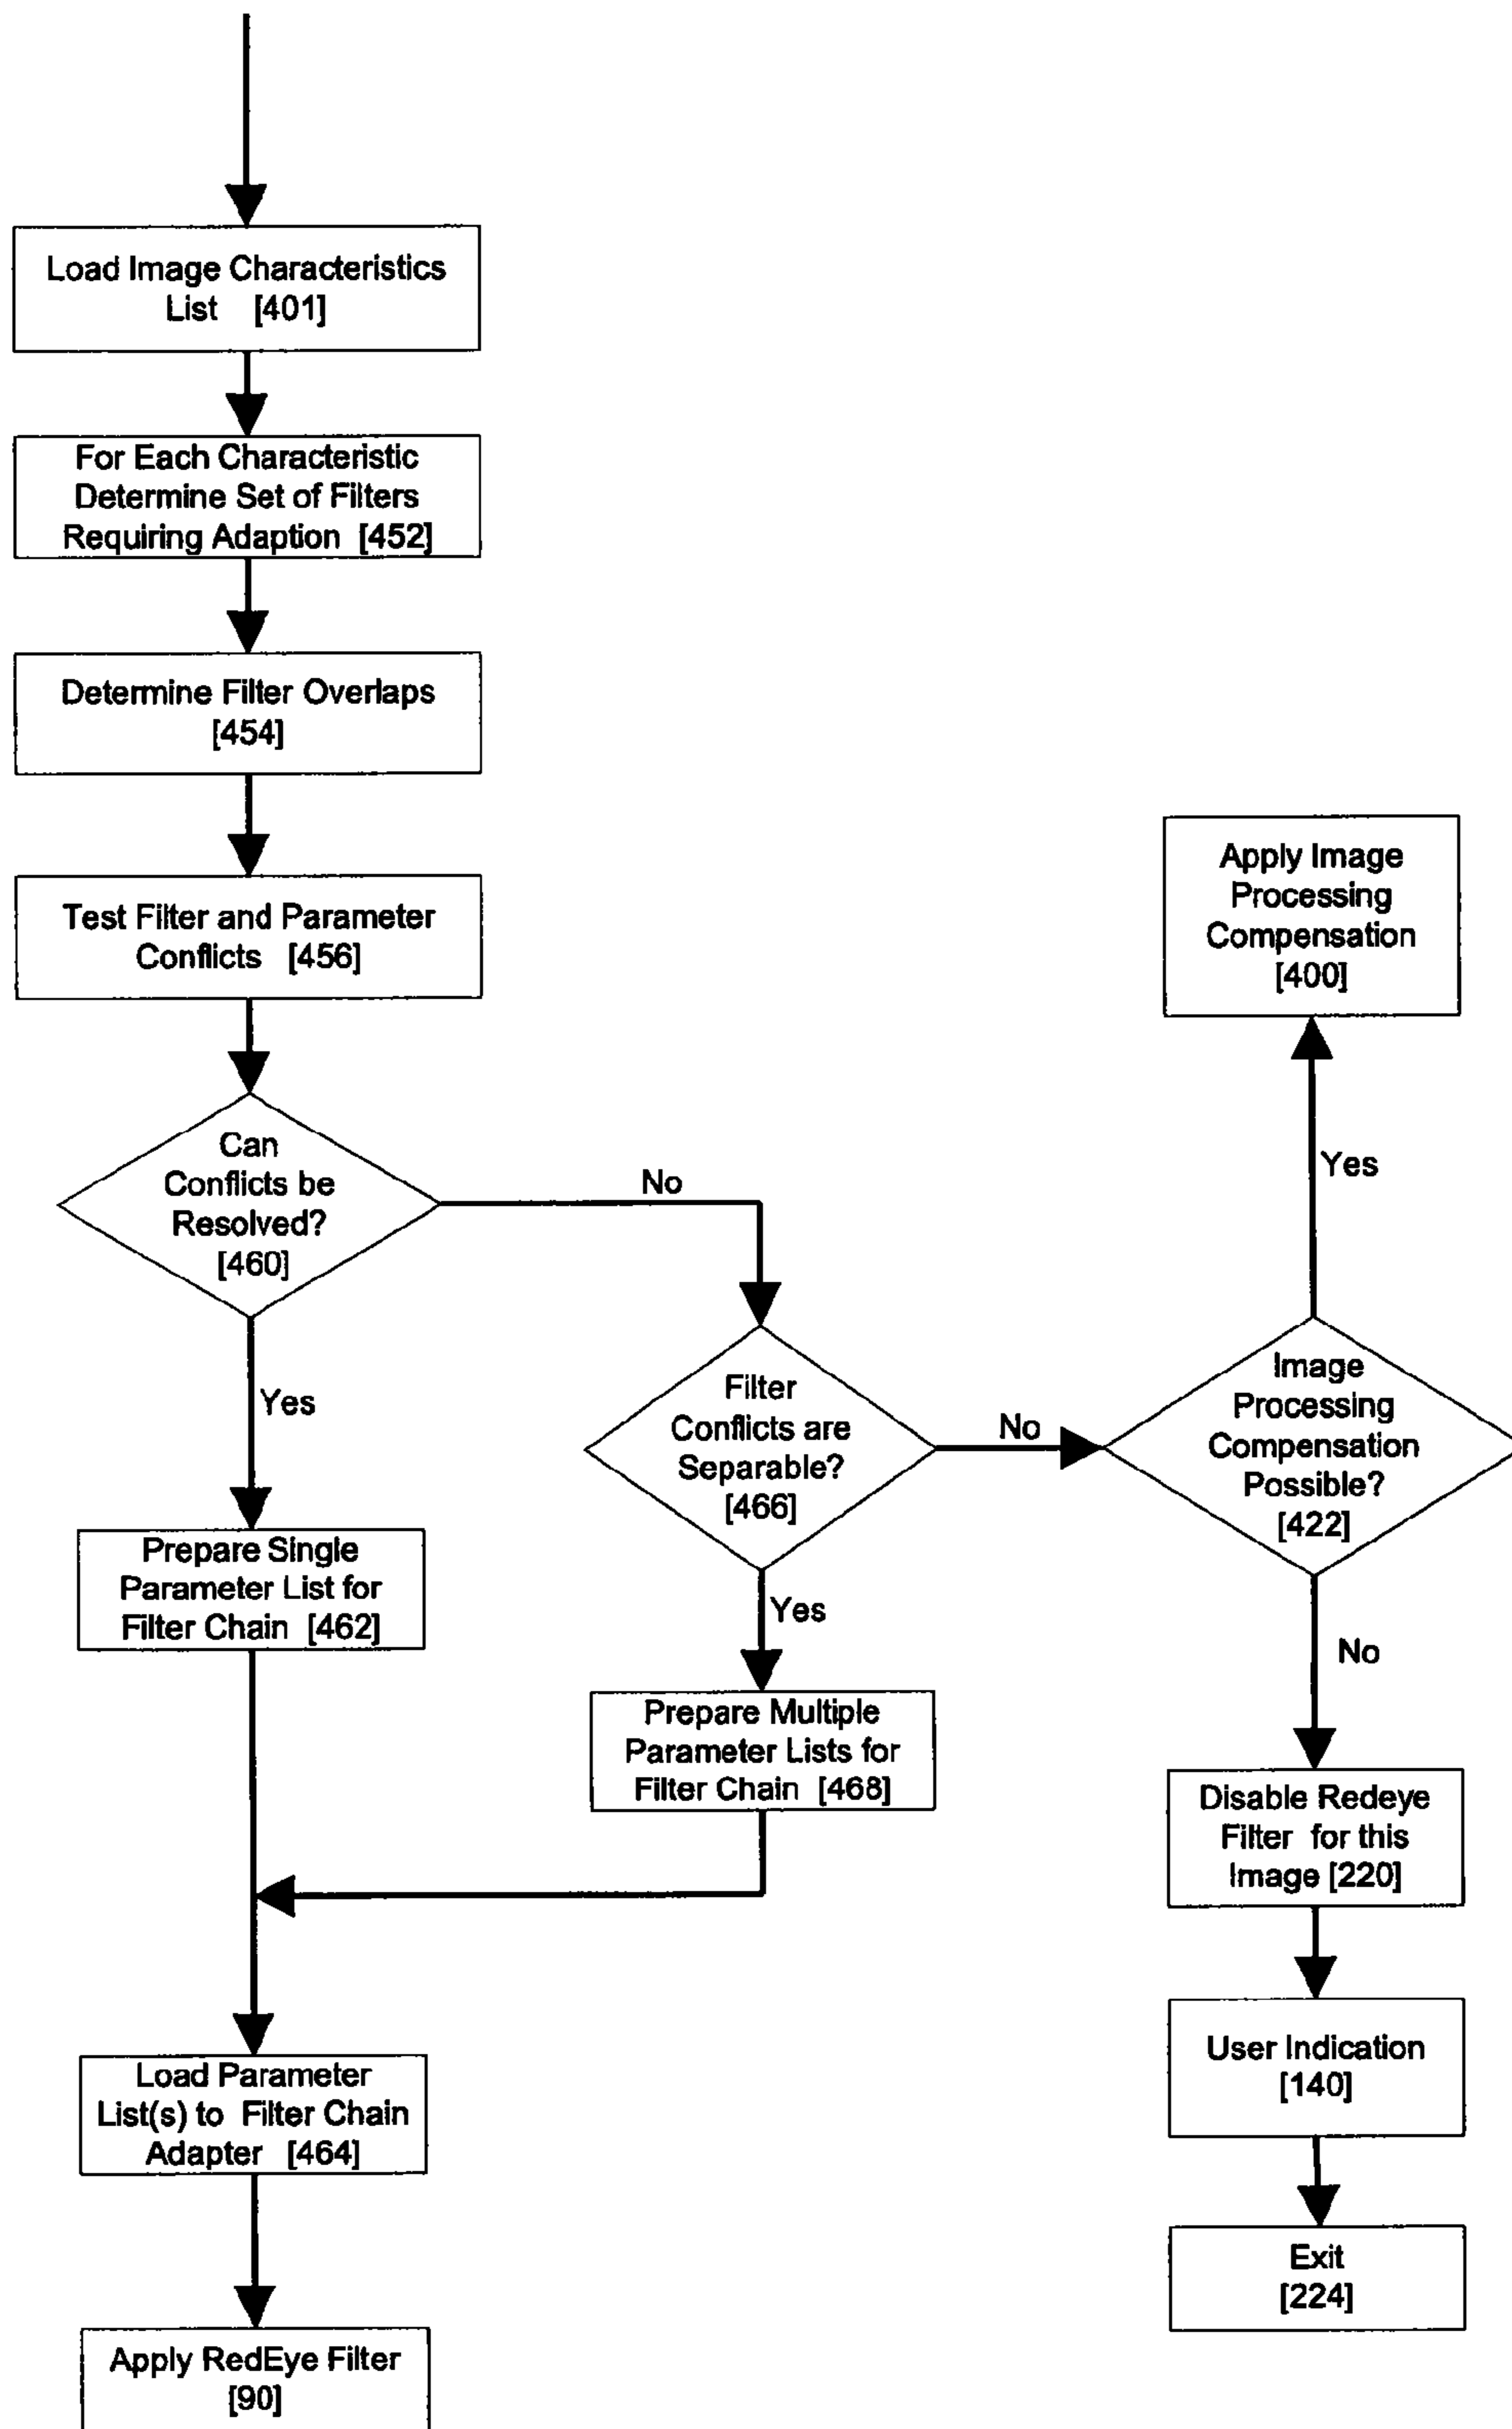 Load Image Characteristics
List [401]
For Each Characteristic
Determine Set of Filters
Requiring Adaption [452]
Determine Filter Overlaps
[454]
Test Filter and Parameter
Conflicts [456]
Can
Conflicts be
Resolved?
[460]
No
Yes
Filter
Conflicts are
Separable?
[466]
No
Yes
Image
Processing
Compensation
Possible?
[422]
Yes
No
Apply Image
Processing
Compensation
[400]
Prepare Single
Parameter List for
Filter Chain [462]
Prepare Multiple
Parameter Lists for
Filter Chain [468]
Disable Redeye
Filter for this
Image [220]
User Indication
[140]
Exit
[224]
Load Parameter
List(s) to Filter Chain
Adapter [464]
Apply RedEye Filter
[90]